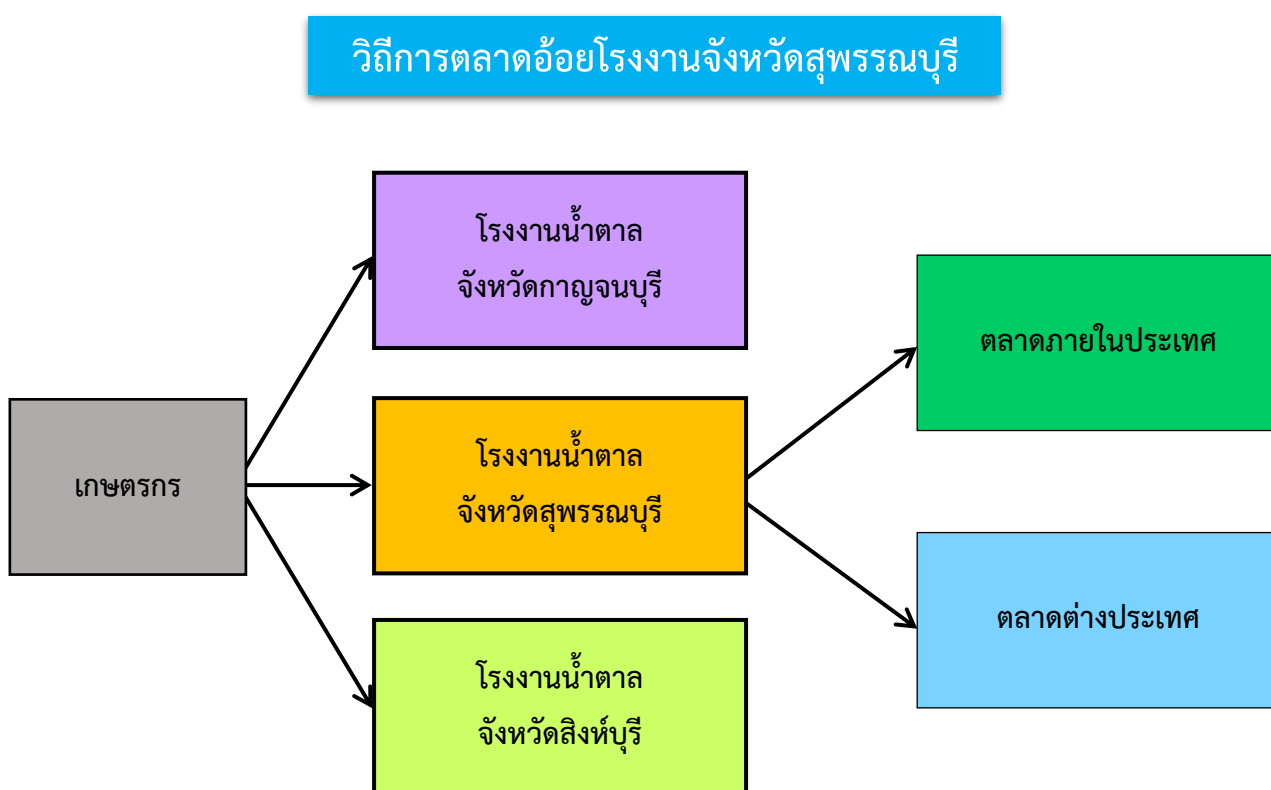 วิถีการตลาดอ้อยโรงงานจังหวัดสุพรรณบุรี
โรงงานน้ำตาล
จังหวัดกาญจนบุรี
ตลาดภายในประเทศ
เกษตรกร
โรงงานน้ำตาล
จังหวัดสุพรรณบุรี
ตลาดต่างประเทศ
โรงงานน้ำตาล
จังหวัดสิงห์บุรี